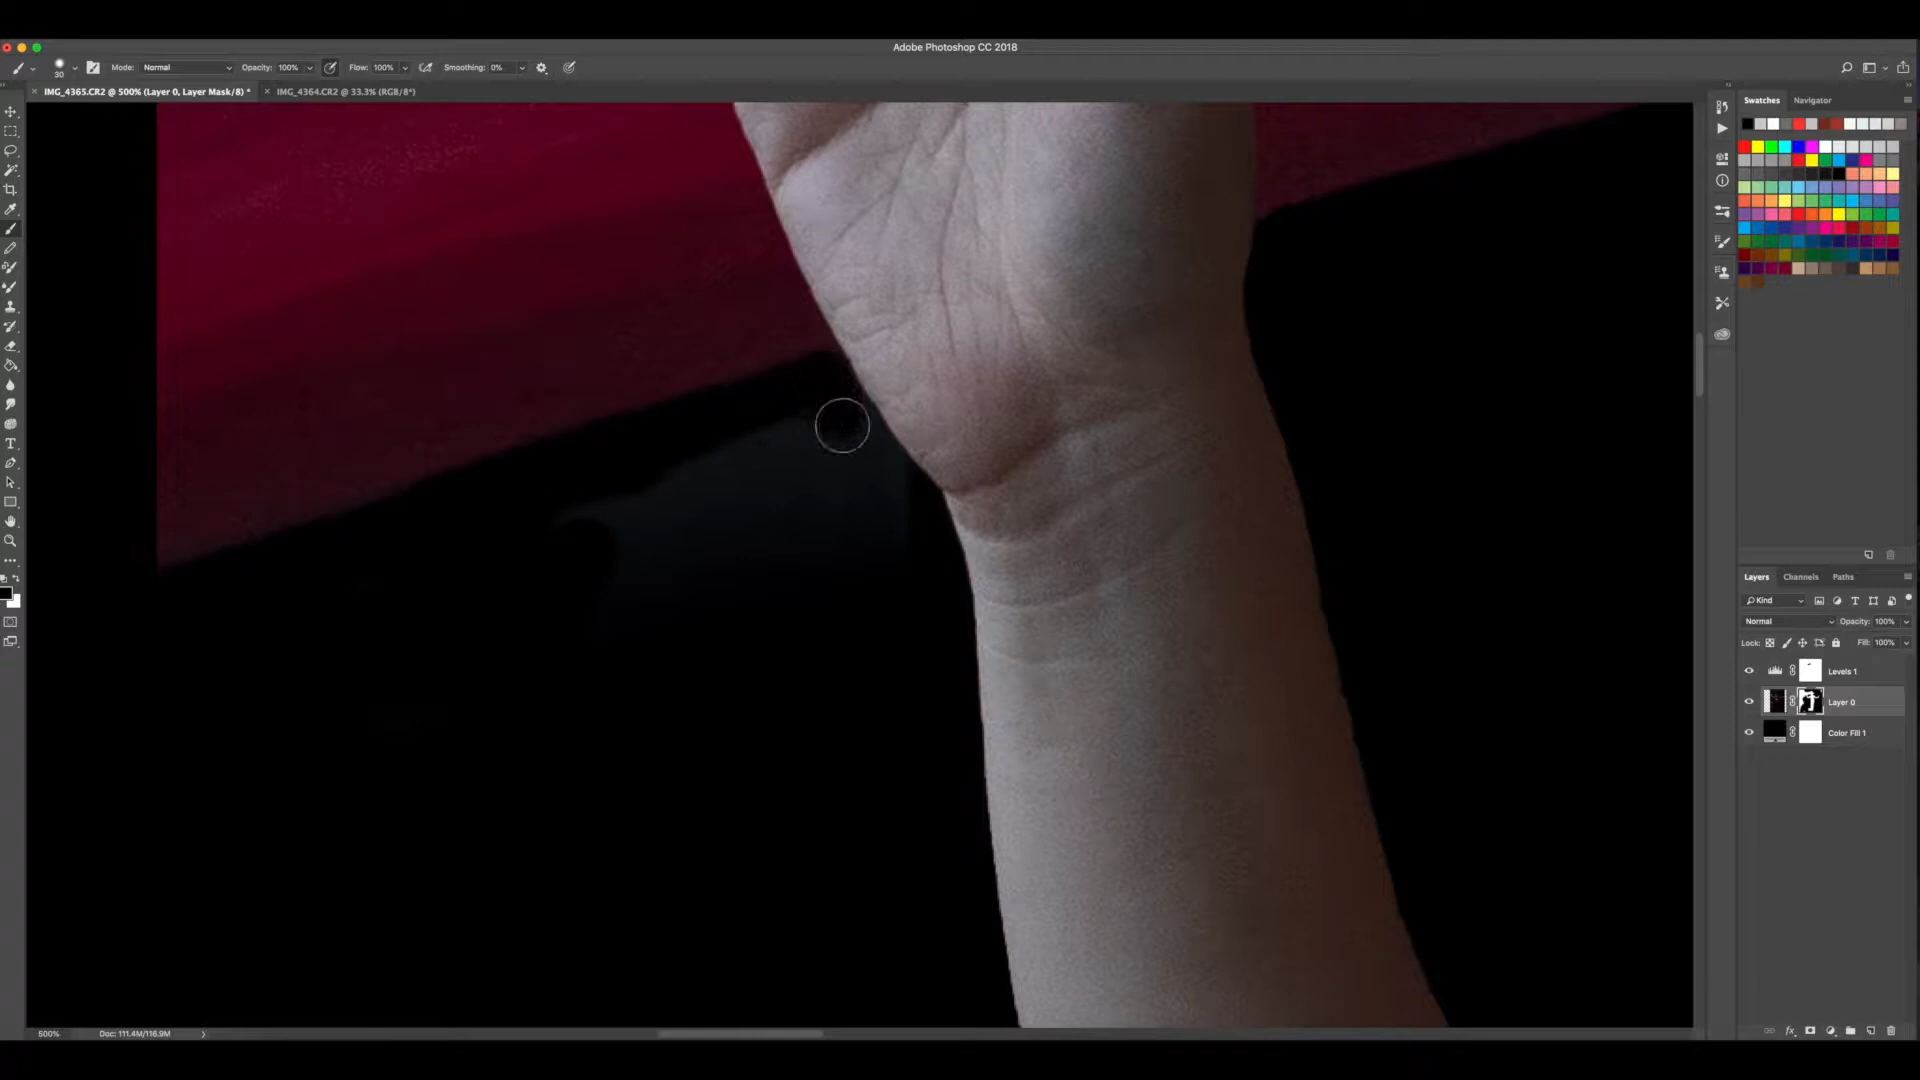 Adobe Photoshop CC 2018
30 Mode: Normal Opacity: 100% Flow: 100% Smoothing: 0%
× IMG_4365.CR2 @ 500% (Layer 0, Layer Mask/8) * × IMG_4364.CR2 @ 33.3% (RGB/8*)
Swatches Navigator
Layers Channels Paths
Kind
Normal Opacity: 100%
Lock: Fill: 100%
Levels 1
Layer 0
Color Fill 1
fx
500% Doc: 111.4M/116.9M